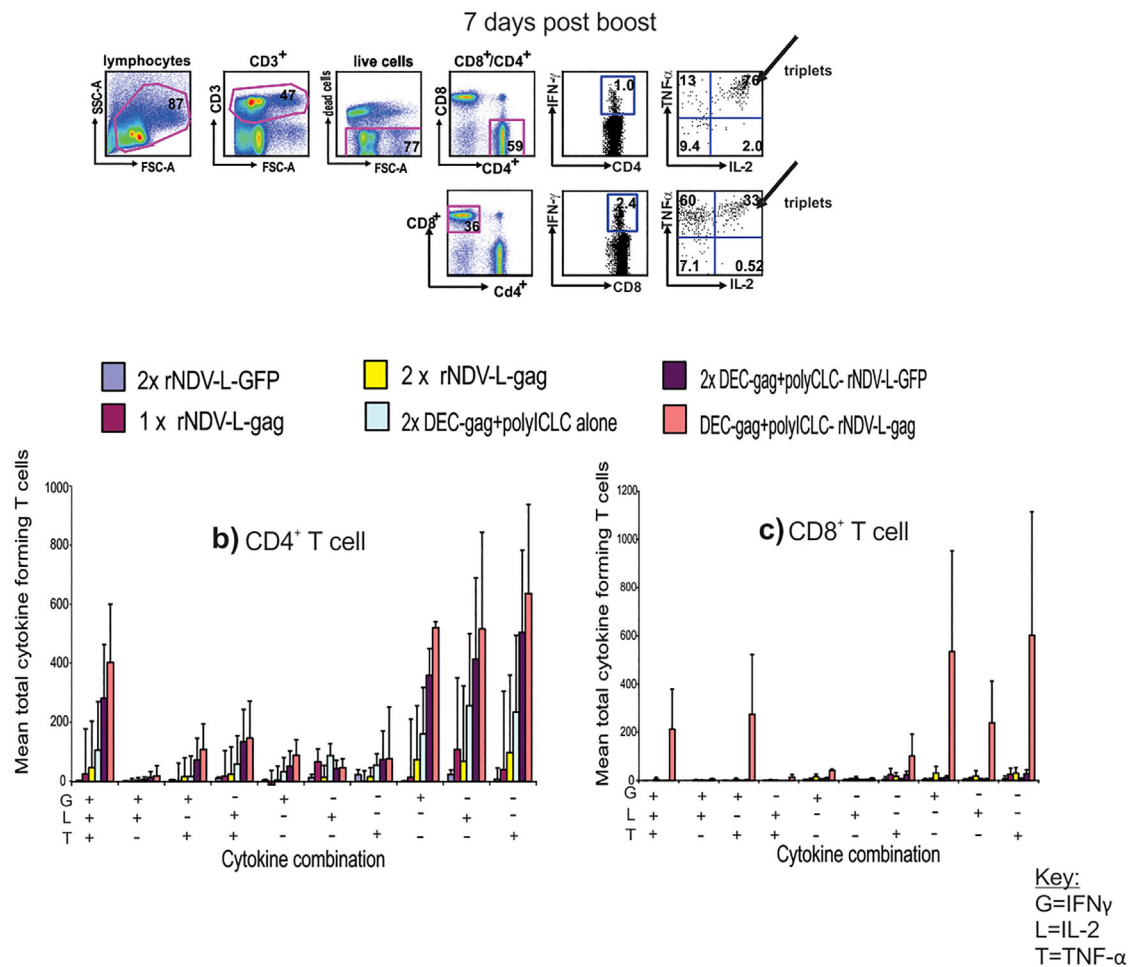 7 days post boost
lymphocytes CD3+ live cells CD8+/CD4+
SSC-A 87 FSC-A
CD3 47 FSC-A
dead cells 77 FSC-A
CD8 59 CD4+
IFN-γ 1.0 CD4
TNF-α 13 76 9.4 2.0 IL-2
triplets
CD8+ 36 Cd4+
IFN-γ 2.4 CD8
TNF-α 60 33 7.1 0.52 IL-2
triplets
2x rNDV-L-GFP
2 x rNDV-L-gag
2x DEC-gag+polyCLC- rNDV-L-GFP
1 x rNDV-L-gag
2x DEC-gag+polyICLC alone
DEC-gag+polyICLC- rNDV-L-gag
b) CD4+ T cell
Mean total cytokine forming T cells
1000
800
600
400
200
0
G + + + - + - - + - -
L + + - + - + - - + -
T + - + + - - + - - +
Cytokine combination
c) CD8+ T cell
Mean total cytokine forming T cells
1200
1000
800
600
400
200
0
G + + + - + - - + - -
L + + - + - + - - + -
T + - + + - - + - - +
Cytokine combination
Key:
G=IFNγ
L=IL-2
T=TNF-α